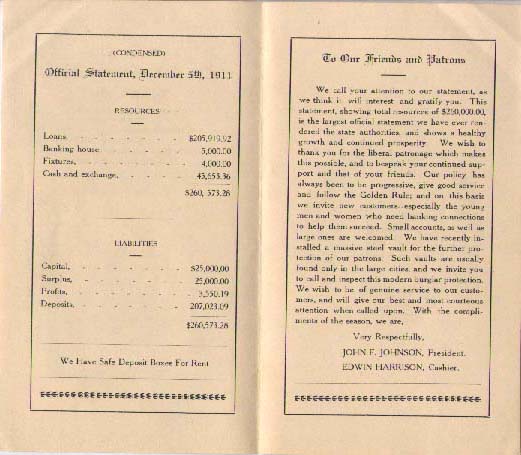 (CONDENSED)
Official Statement, December 5th, 1911
RESOURCES
Loans, - - - - - - $205,919.92
Banking house - - - - 5,000.00
Fixtures, - - - - - 4,000.00
Cash and exchange, - - - - 45,653.36
$260,573.28
LIABILITIES
Capital, - - - - - - $25,000.00
Surplus, - - - - - - 25,000.00
Profits, - - - - - - 3,550.19
Deposits, - - - - - 207,023.09
$260,573.28
We Have Safe Deposit Boxes For Rent
To Our Friends and Patrons
We call your attention to our statement, as
we think it will interest and gratify you. This
statement, showing total resources of $260,000.00,
is the largest official statement we have ever ren-
dered the state authorities, and shows a healthy
growth and continued prosperity. We wish to
thank you for the liberal patronage which makes
this possible, and to bespeak your continued sup-
port and that of your friends. Our policy has
always been to be progressive, give good service
and follow the Golden Rule; and on this basis
we invite new customers—especially the young
men and women who need banking connections
to help them succeed. Small accounts, as well as
large ones are welcomed. We have recently in-
stalled a massive steel vault for the further pro-
tection of our patrons. Such vaults are usually
found only in the large cities, and we invite you
to call and inspect this modern burglar protection.
We wish to be of genuine service to our custo-
mers, and will give our best and most courteous
attention when called upon. With the compli-
ments of the season, we are,
Very Respectfully,
JOHN F. JOHNSON, President.
EDWIN HARRISON, Cashier.